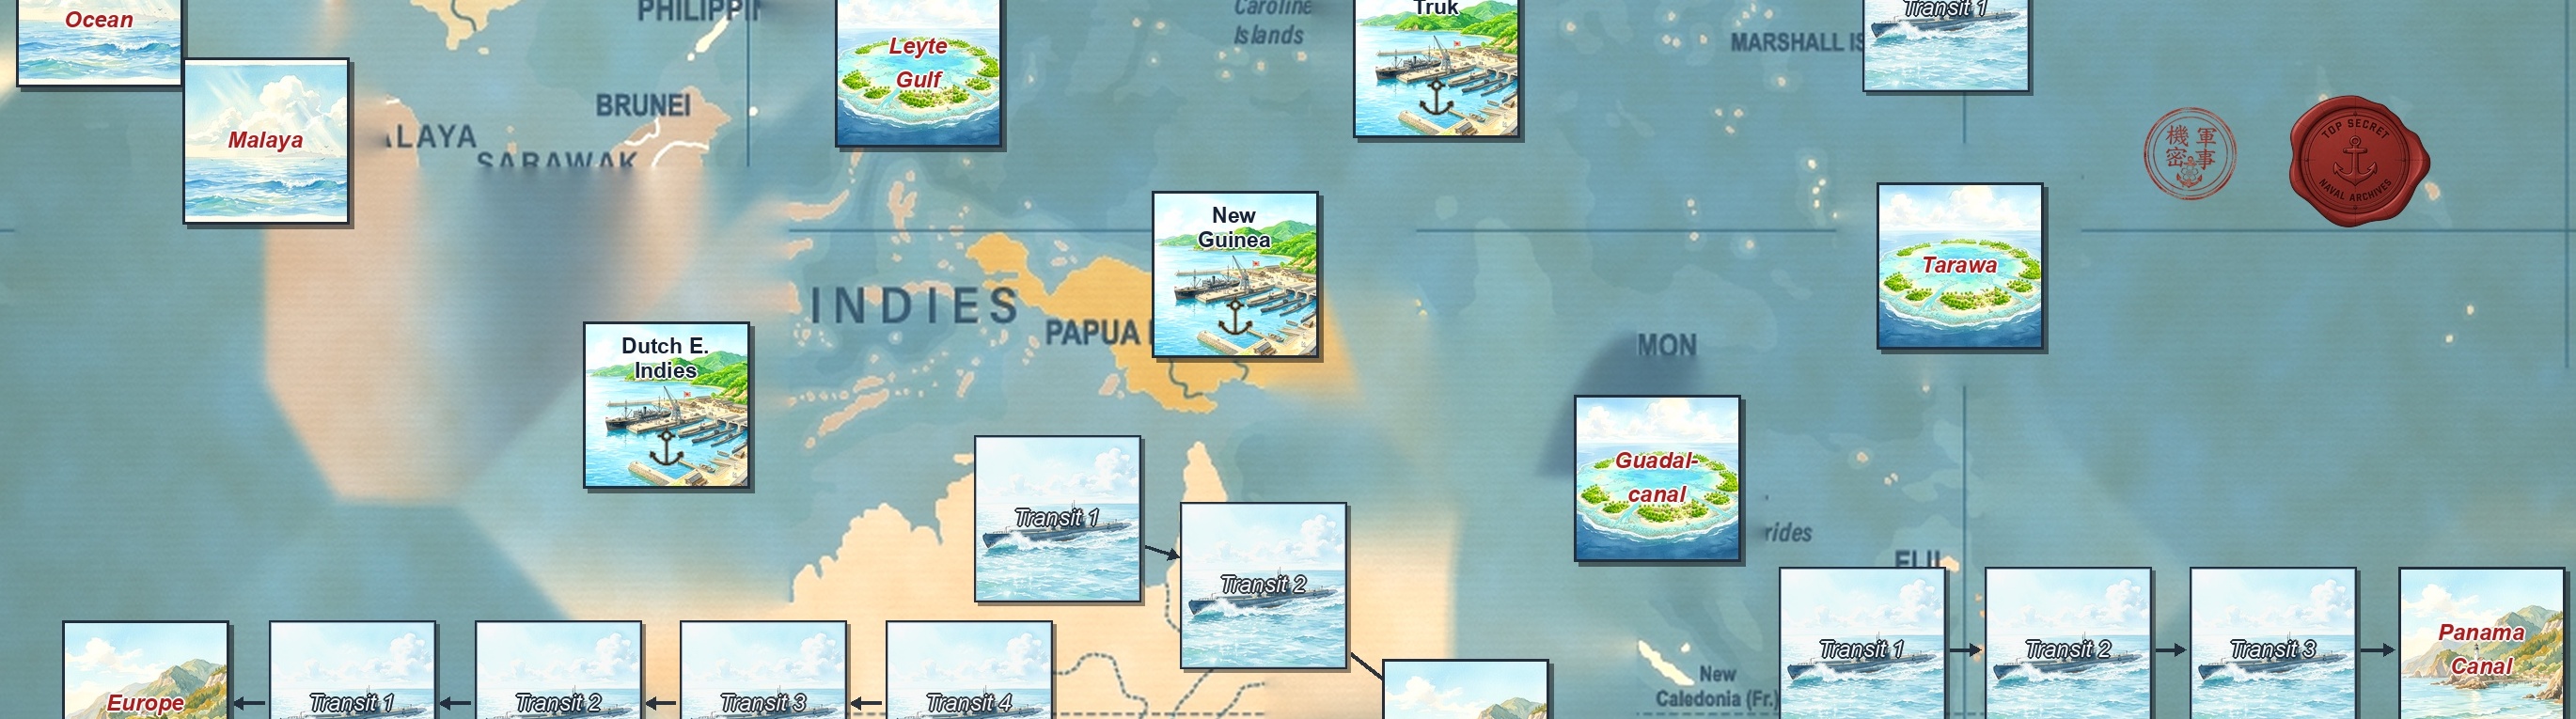 Ocean
PHILIPPIN
Leyte
Gulf
Caroline
Islands
Truk
MARSHALL IS
Transit 1
Malaya
ALAYA
BRUNEI
SARAWAK
軍事
機密
TOP SECRET
NAVAL ARCHIVES
New
Guinea
Tarawa
INDIES
PAPUA
Dutch E.
Indies
MON
Guadal-
canal
Transit 1
Transit 2
rides
FIJI
Europe
Transit 1
Transit 2
Transit 3
Transit 4
New
Caledonia (Fr.)
Transit 1
Transit 2
Transit 3
Panama
Canal